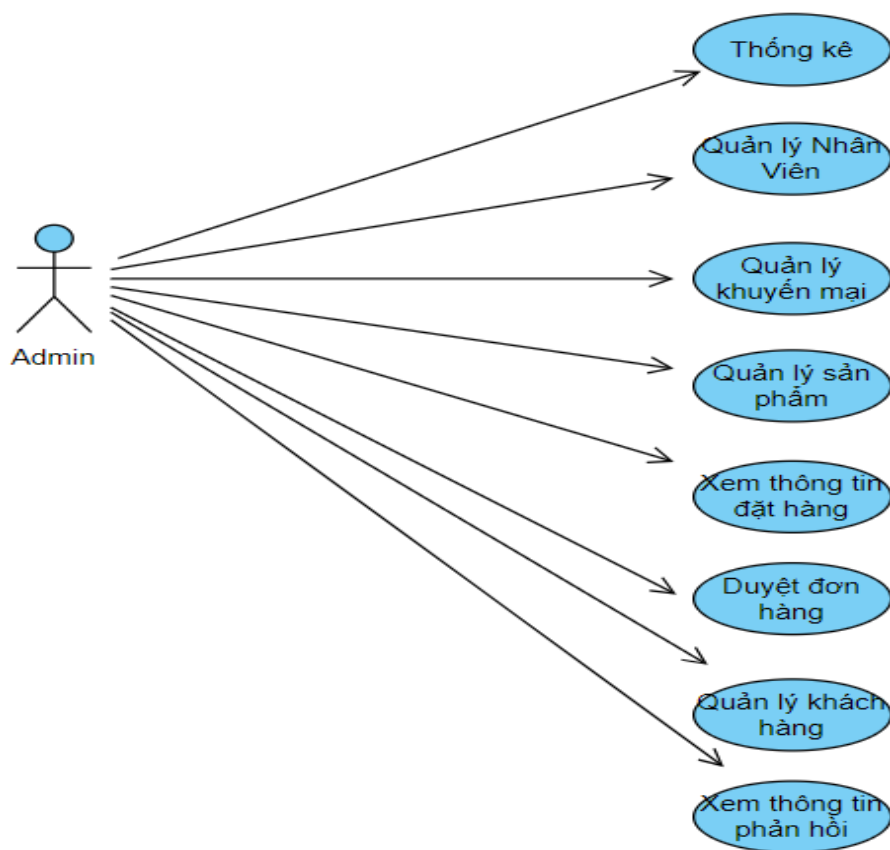 Thống kê
Quản lý Nhân
Viên
Quản lý
khuyến mại
Admin
Quản lý sản
phẩm
Xem thông tin
đặt hàng
Duyệt đơn
hàng
Quản lý khách
hàng
Xem thông tin
phản hồi